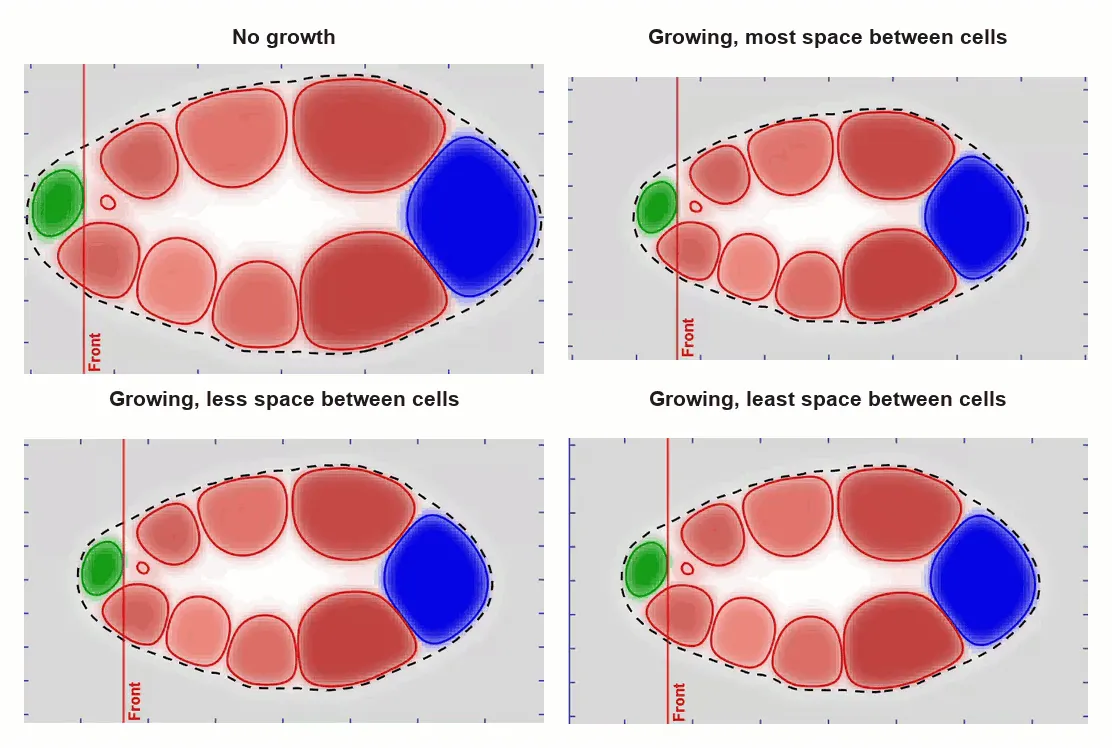 No growth
Growing, most space between cells
Front
Front
Growing, less space between cells
Growing, least space between cells
Front
Front